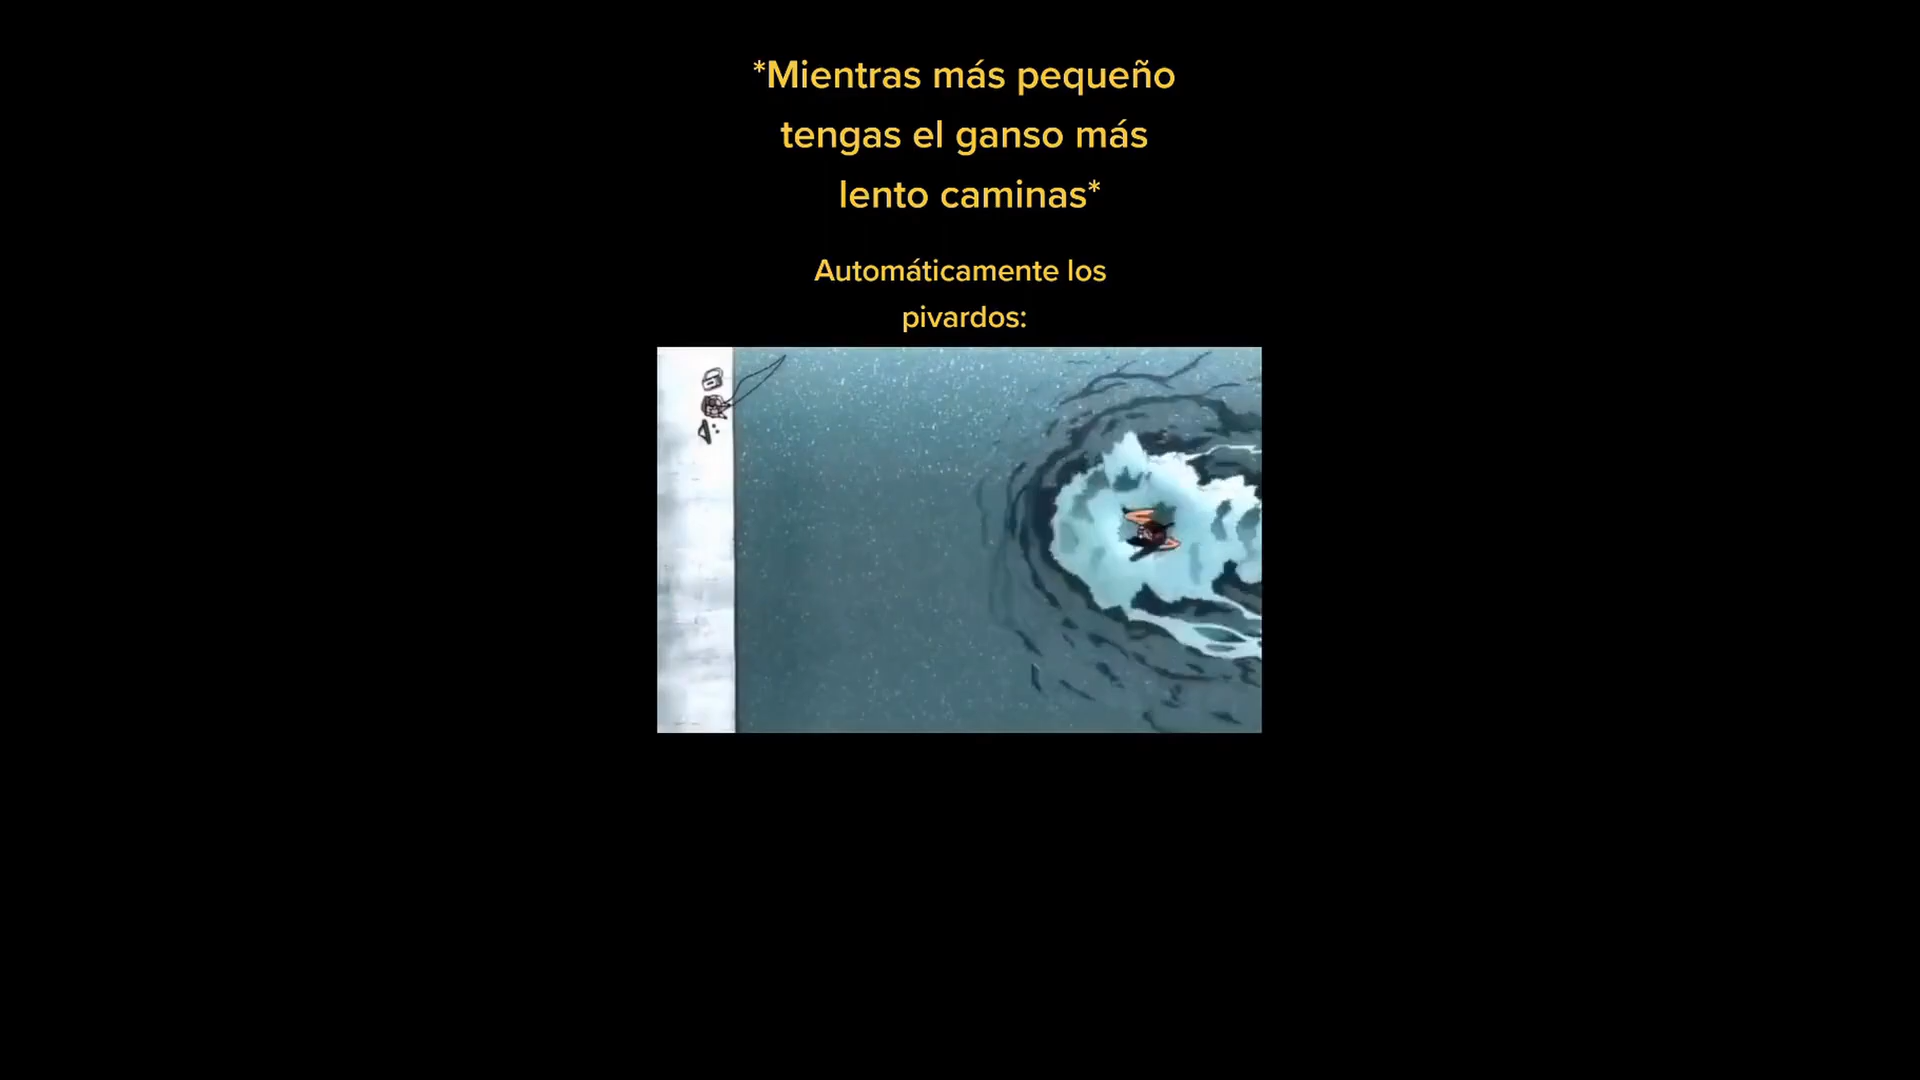 *Mientras más pequeño
tengas el ganso más
lento caminas*
Automáticamente los
pivardos: